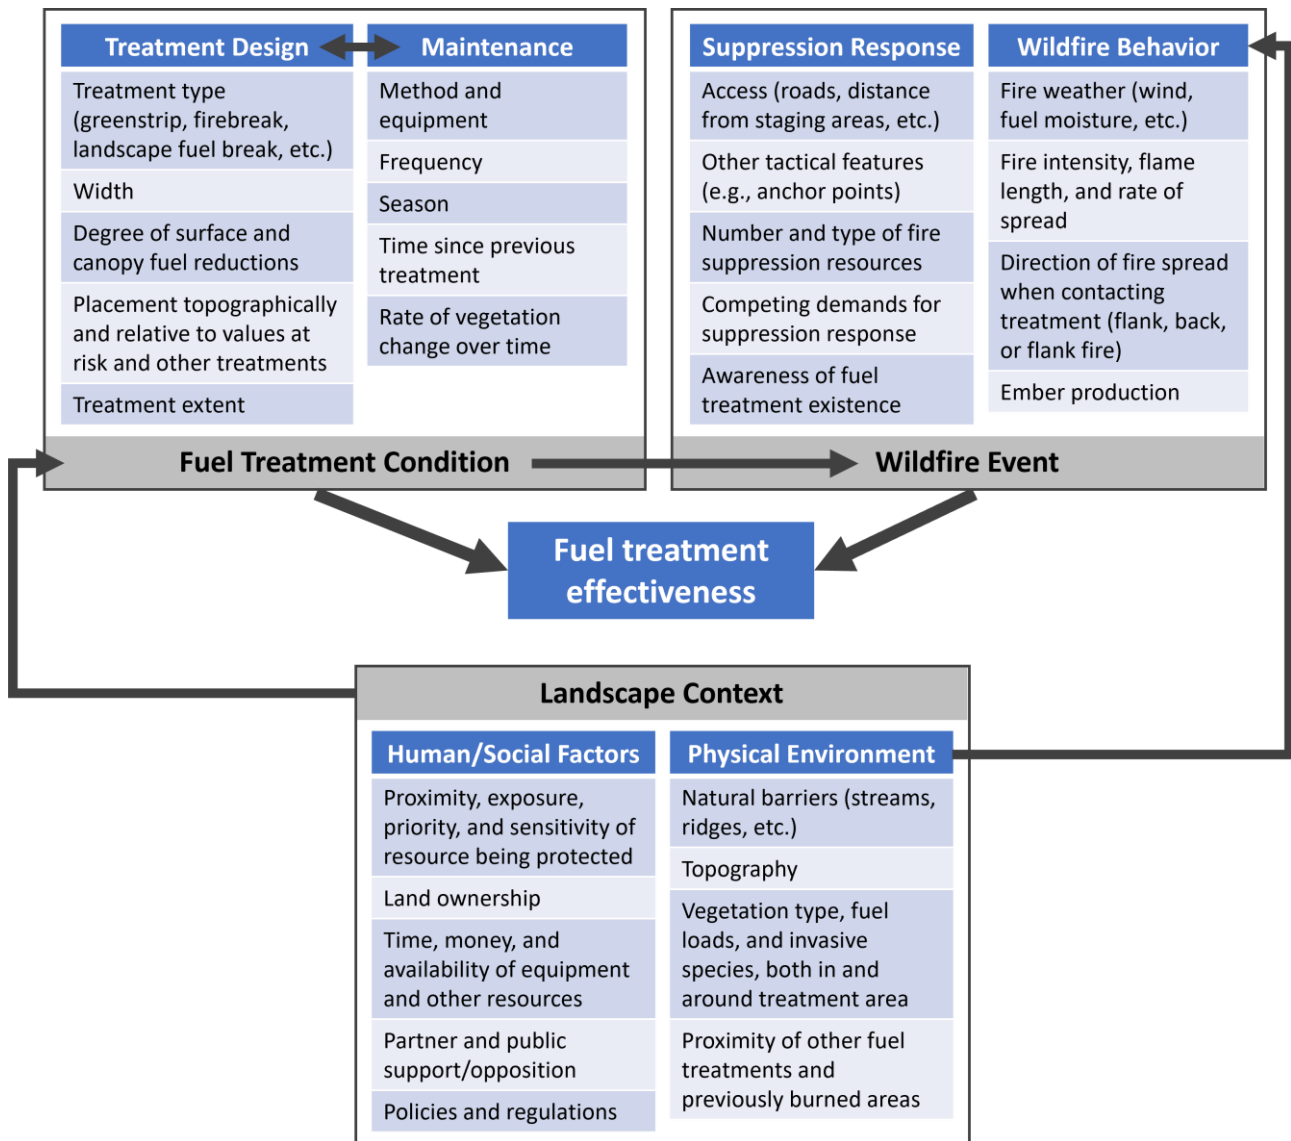 Treatment Design
Treatment type
(greenstrip, firebreak,
landscape fuel break, etc.)
Width
Degree of surface and
canopy fuel reductions
Placement topographically
and relative to values at
risk and other treatments
Treatment extent
Maintenance
Method and
equipment
Frequency
Season
Time since previous
treatment
Rate of vegetation
change over time
Fuel Treatment Condition
Suppression Response
Access (roads, distance
from staging areas, etc.)
Other tactical features
(e.g., anchor points)
Number and type of fire
suppression resources
Competing demands for
suppression response
Awareness of fuel
treatment existence
Wildfire Behavior
Fire weather (wind,
fuel moisture, etc.)
Fire intensity, flame
length, and rate of
spread
Direction of fire spread
when contacting
treatment (flank, back,
or flank fire)
Ember production
Wildfire Event
Fuel treatment
effectiveness
Landscape Context
Human/Social Factors
Proximity, exposure,
priority, and sensitivity of
resource being protected
Land ownership
Time, money, and
availability of equipment
and other resources
Partner and public
support/opposition
Policies and regulations
Physical Environment
Natural barriers (streams,
ridges, etc.)
Topography
Vegetation type, fuel
loads, and invasive
species, both in and
around treatment area
Proximity of other fuel
treatments and
previously burned areas